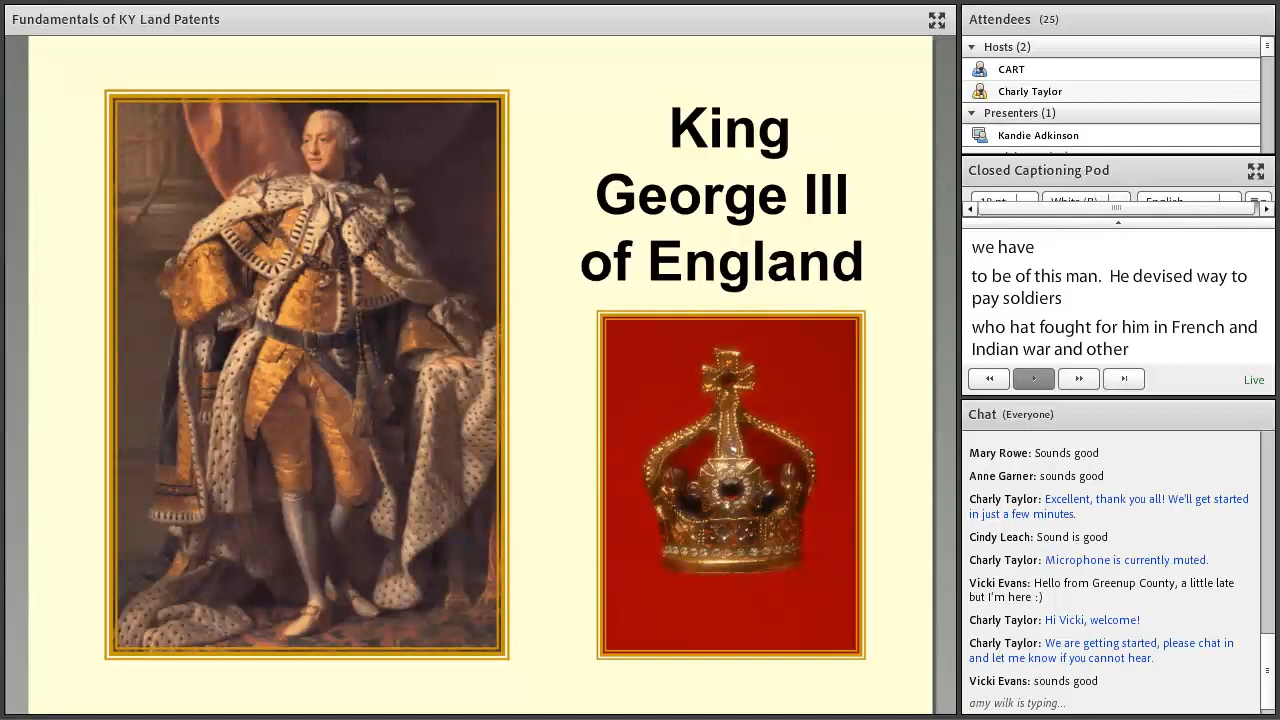 Fundamentals of KY Land Patents
King
George III
of England
Attendees (25)
Hosts (2)
CART
Charly Taylor
Presenters (1)
Kandie Adkinson
Closed Captioning Pod
English
we have
to be of this man.  He devised way to
pay soldiers
who hat fought for him in French and
Indian war and other
Live
Chat (Everyone)
Mary Rowe: Sounds good
Anne Garner: sounds good
Charly Taylor: Excellent, thank you all! We'll get started
in just a few minutes.
Cindy Leach: Sound is good
Charly Taylor: Microphone is currently muted.
Vicki Evans: Hello from Greenup County, a little late
but I'm here :)
Charly Taylor: Hi Vicki, welcome!
Charly Taylor: We are getting started, please chat in
and let me know if you cannot hear.
Vicki Evans: sounds good
amy wilk is typing...